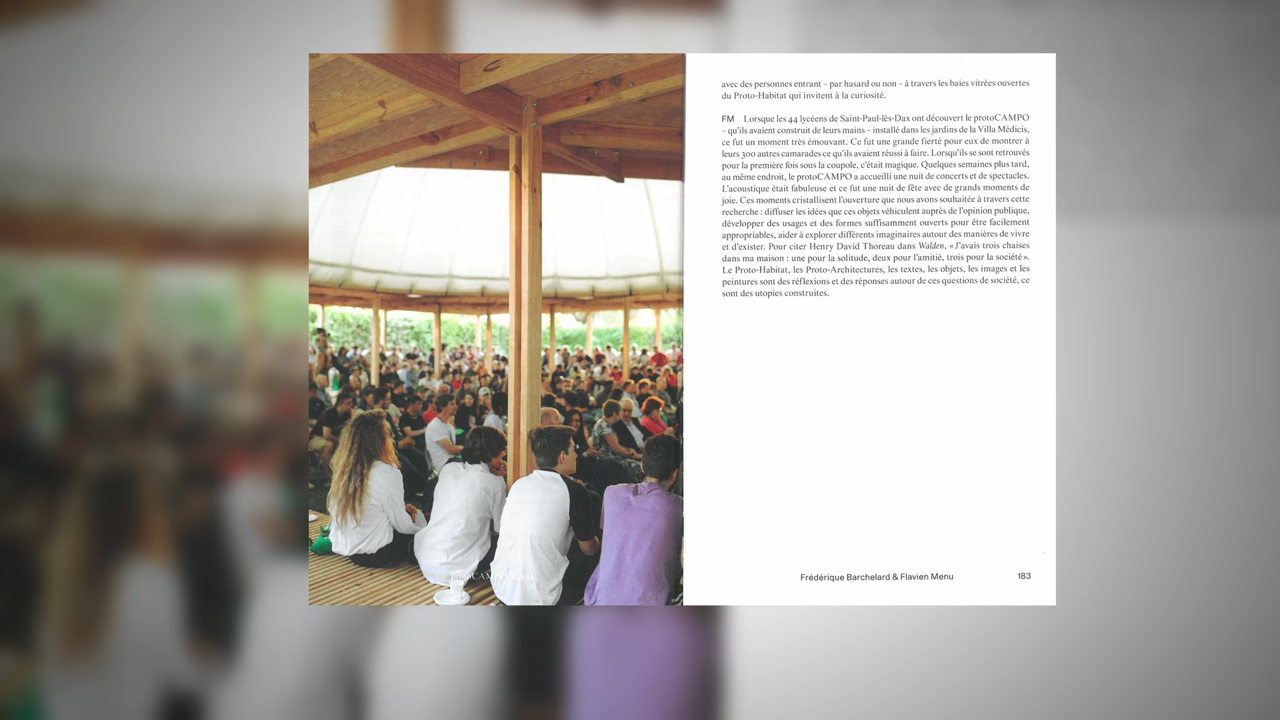 avec des personnes entrant – par hasard ou non – à travers les baies vitrées ouvertes
du Proto-Habitat qui invitent à la curiosité.
FM Lorsque les 44 lycéens de Saint-Paul-lès-Dax ont découvert le protoCAMPO
– qu'ils avaient construit de leurs mains – installé dans les jardins de la Villa Médicis,
ce fut un moment très émouvant. Ce fut une grande fierté pour eux de montrer à
leurs 300 autres camarades ce qu'ils avaient réussi à faire. Lorsqu'ils se sont retrouvés
pour la première fois sous la coupole, c'était magique. Quelques semaines plus tard,
au même endroit, le protoCAMPO a accueilli une nuit de concerts et de spectacles.
L'acoustique était fabuleuse et ce fut une nuit de fête avec de grands moments de
joie. Ces moments cristallisent l'ouverture que nous avons souhaitée à travers cette
recherche : diffuser les idées que ces objets véhiculent auprès de l'opinion publique,
développer des usages et des formes suffisamment ouverts pour être facilement
appropriables, aider à explorer différents imaginaires autour des manières de vivre
et d'exister. Pour citer Henry David Thoreau dans Walden, « J'avais trois chaises
dans ma maison : une pour la solitude, deux pour l'amitié, trois pour la société ».
Le Proto-Habitat, les Proto-Architectures, les textes, les objets, les images et les
peintures sont des réflexions et des réponses autour de ces questions de société, ce
sont des utopies construites.
protoCAMPO
Frédérique Barchelard & Flavien Menu 183